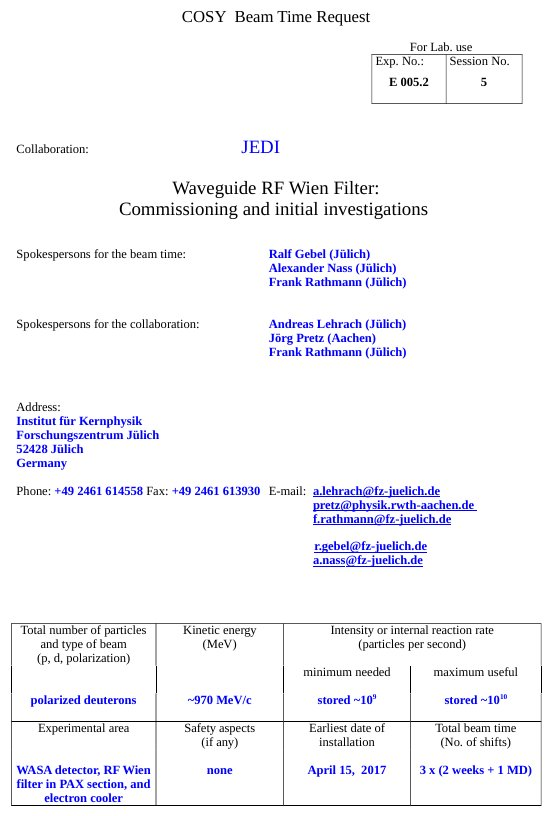 COSY Beam Time Request
For Lab. use
Exp. No.: Session No.
E 005.2 5
Collaboration: JEDI
Waveguide RF Wien Filter:
Commissioning and initial investigations
Spokespersons for the beam time: Ralf Gebel (Jülich)
Alexander Nass (Jülich)
Frank Rathmann (Jülich)
Spokespersons for the collaboration: Andreas Lehrach (Jülich)
Jörg Pretz (Aachen)
Frank Rathmann (Jülich)
Address:
Institut für Kernphysik
Forschungszentrum Jülich
52428 Jülich
Germany
Phone: +49 2461 614558 Fax: +49 2461 613930 E-mail: a.lehrach@fz-juelich.de
pretz@physik.rwth-aachen.de
f.rathmann@fz-juelich.de
r.gebel@fz-juelich.de
a.nass@fz-juelich.de
Total number of particles Kinetic energy Intensity or internal reaction rate
and type of beam (MeV) (particles per second)
(p, d, polarization)
minimum needed maximum useful
polarized deuterons ~970 MeV/c stored ~10⁹ stored ~10¹⁰
Experimental area Safety aspects Earliest date of Total beam time
(if any) installation (No. of shifts)
WASA detector, RF Wien none April 15, 2017 3 x (2 weeks + 1 MD)
filter in PAX section, and
electron cooler